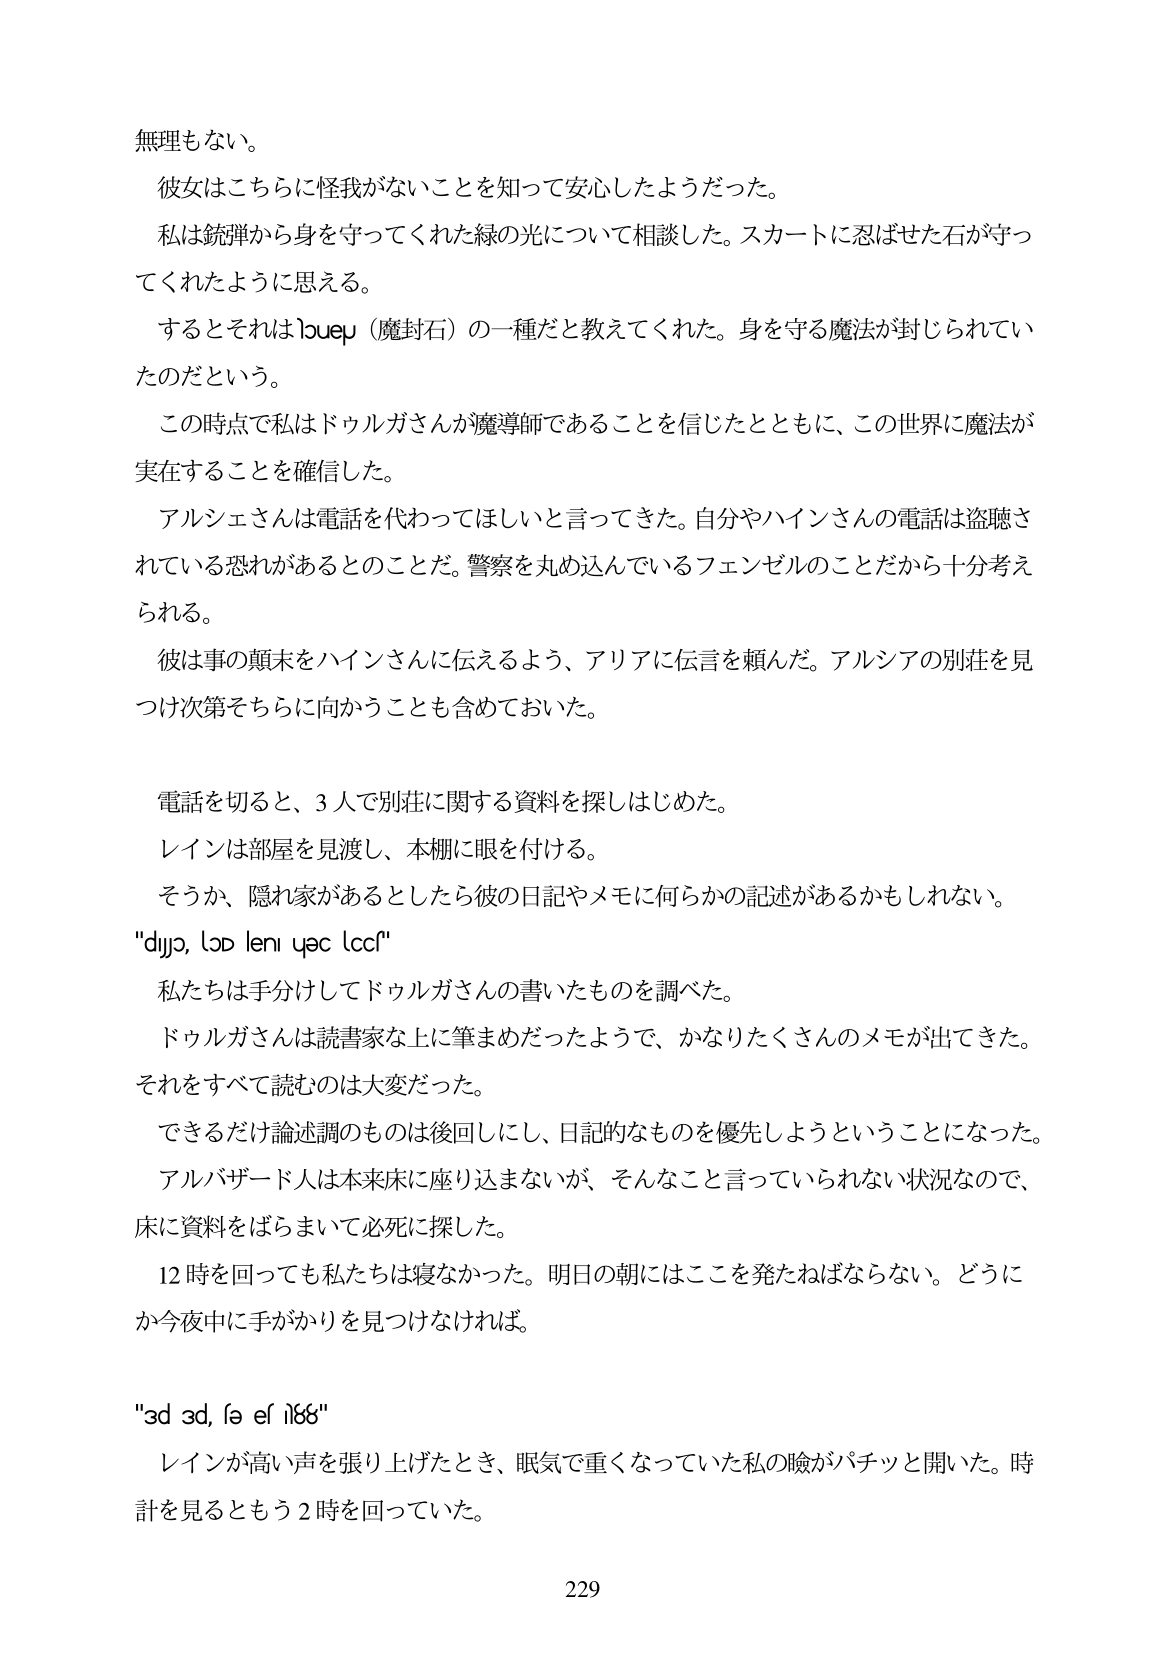 無理もない。
彼女はこちらに怪我がないことを知って安心したようだった。
私は銃弾から身を守ってくれた緑の光について相談した。スカートに忍ばせた石が守っ
てくれたように思える。
するとそれは（魔封石）の一種だと教えてくれた。身を守る魔法が封じられてい
たのだという。
この時点で私はドゥルガさんが魔導師であることを信じたとともに、この世界に魔法が
実在することを確信した。
アルシェさんは電話を代わってほしいと言ってきた。自分やハインさんの電話は盗聴さ
れている恐れがあるとのことだ。警察を丸め込んでいるフェンゼルのことだから十分考え
られる。
彼は事の顛末をハインさんに伝えるよう、アリアに伝言を頼んだ。アルシアの別荘を見
つけ次第そちらに向かうことも含めておいた。
電話を切ると、3 人で別荘に関する資料を探しはじめた。
レインは部屋を見渡し、本棚に眼を付ける。
そうか、隠れ家があるとしたら彼の日記やメモに何らかの記述があるかもしれない。
私たちは手分けしてドゥルガさんの書いたものを調べた。
ドゥルガさんは読書家な上に筆まめだったようで、かなりたくさんのメモが出てきた。
それをすべて読むのは大変だった。
できるだけ論述調のものは後回しにし、日記的なものを優先しようということになった。
アルバザード人は本来床に座り込まないが、そんなこと言っていられない状況なので、
床に資料をばらまいて必死に探した。
12 時を回っても私たちは寝なかった。明日の朝にはここを発たねばならない。どうに
か今夜中に手がかりを見つけなければ。
レインが高い声を張り上げたとき、眠気で重くなっていた私の瞼がパチッと開いた。時
計を見るともう 2 時を回っていた。
229